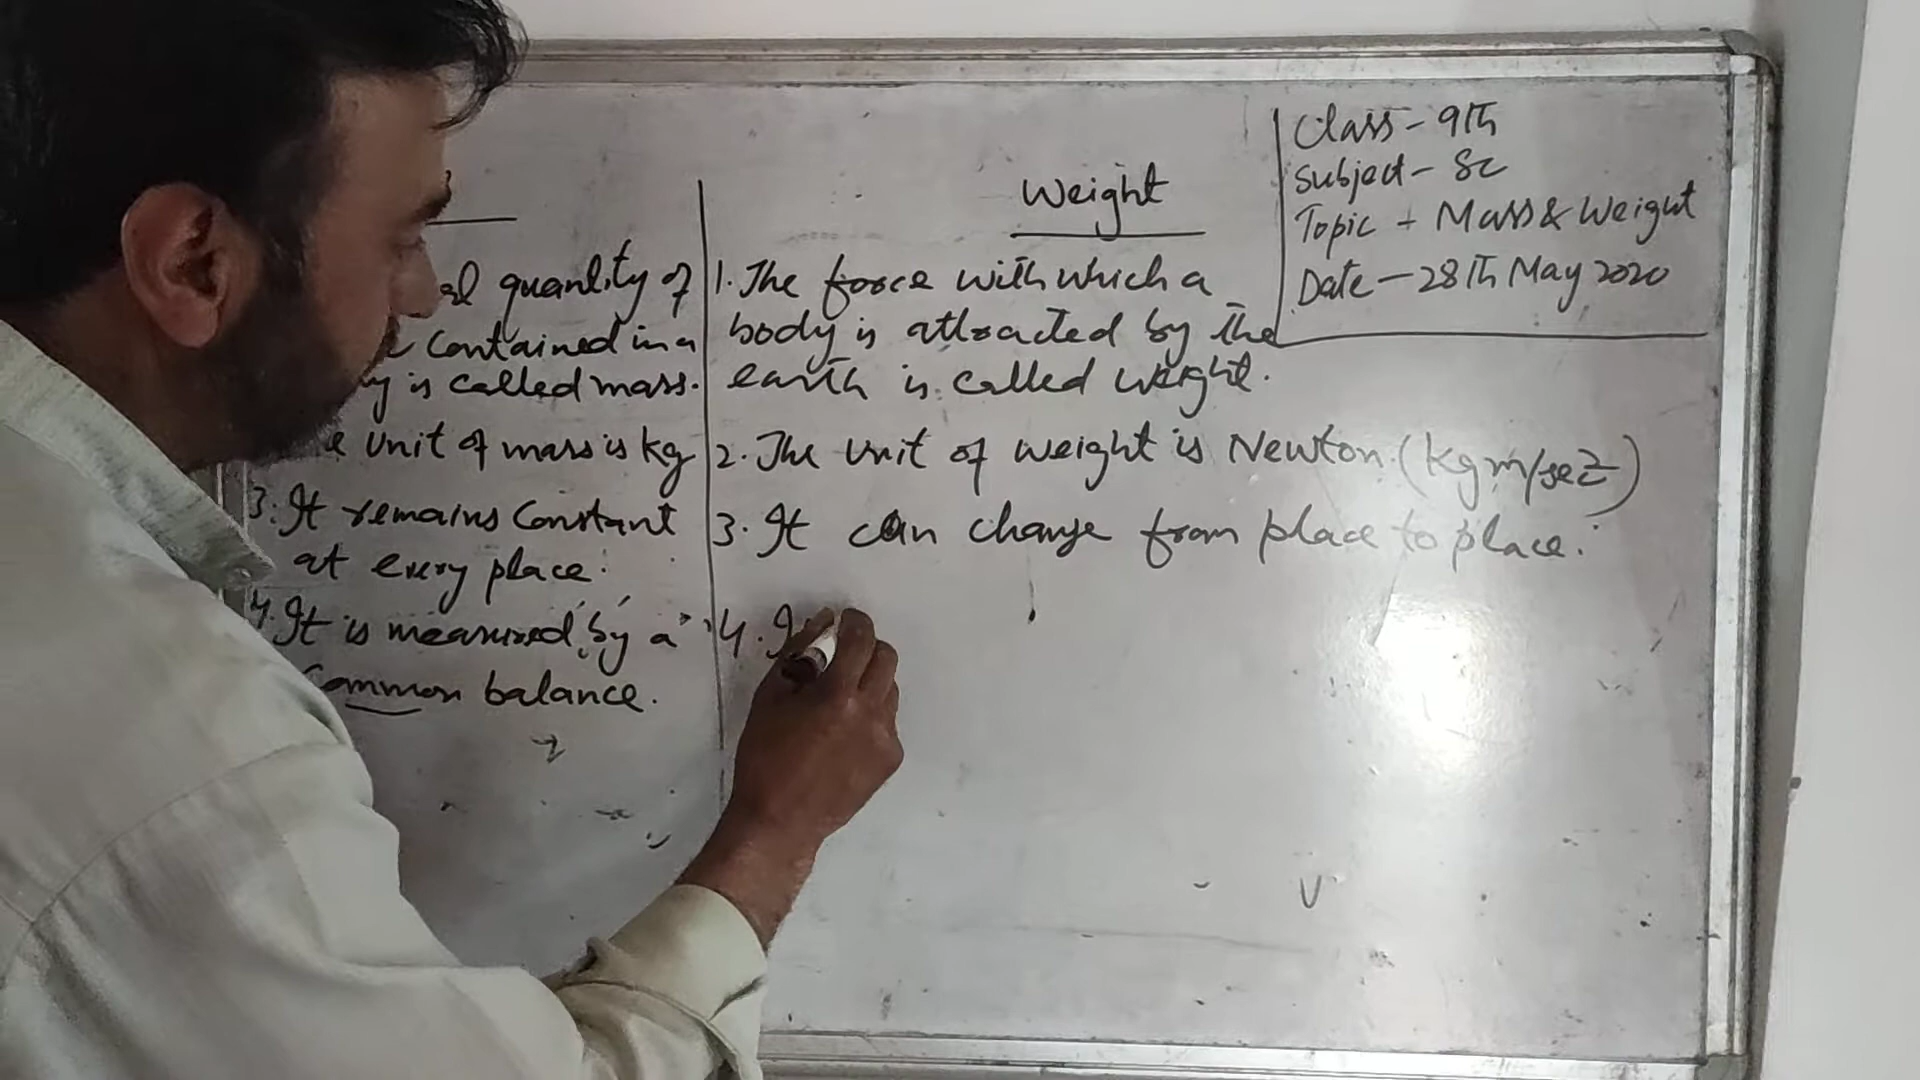 Class - 9th
Subject - Sc
Topic - Mass & Weight
Date - 28th May 2020
quantity of
contained in a
is called mass.
unit of mass is kg
3. It remains Constant
at every place.
4. It is measured by a
Common balance.
Weight
1. The force with which a
body is attracted by the
earth is called weight.
2. The unit of weight is Newton. (kgm/sec2)
3. It can change from place to place.
4. It